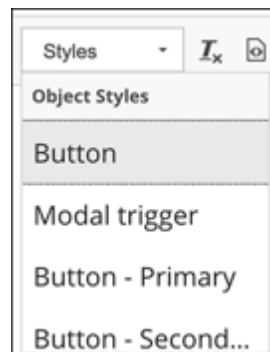 Styles
Object Styles
Button
Modal trigger
Button - Primary
Button - Second...